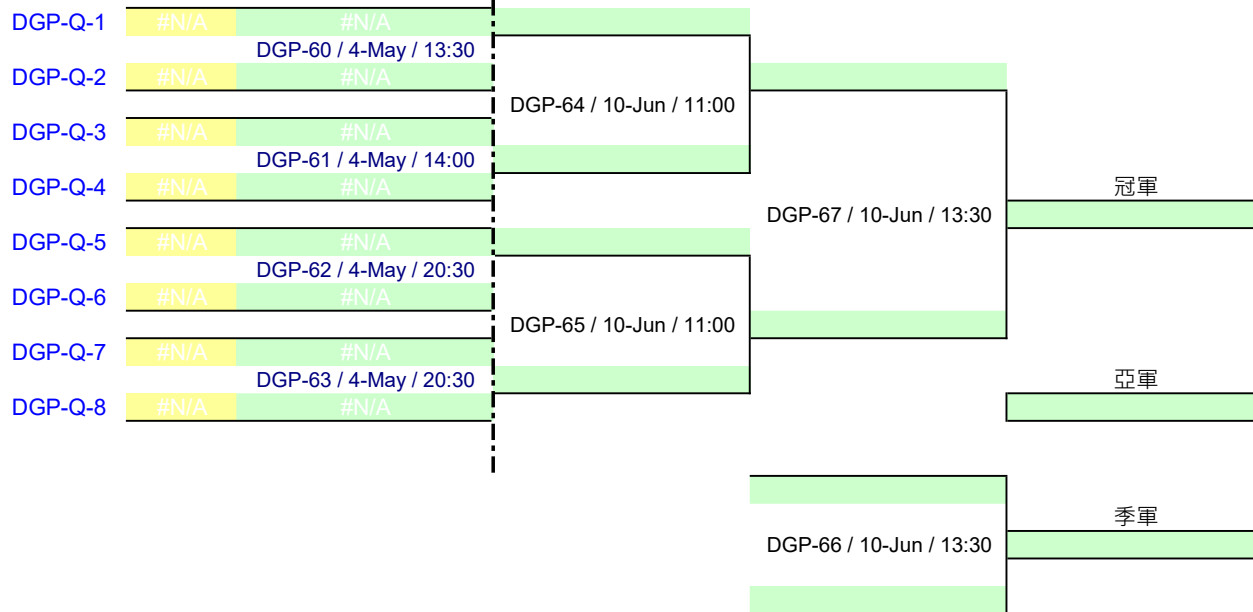 DGP-Q-1 #N/A #N/A
DGP-60 / 4-May / 13:30
DGP-Q-2 #N/A #N/A
DGP-64 / 10-Jun / 11:00
DGP-Q-3 #N/A #N/A
DGP-61 / 4-May / 14:00
DGP-Q-4 #N/A #N/A
冠軍
DGP-67 / 10-Jun / 13:30
DGP-Q-5 #N/A #N/A
DGP-62 / 4-May / 20:30
DGP-Q-6 #N/A #N/A
DGP-65 / 10-Jun / 11:00
DGP-Q-7 #N/A #N/A
DGP-63 / 4-May / 20:30
亞軍
DGP-Q-8 #N/A #N/A
季軍
DGP-66 / 10-Jun / 13:30